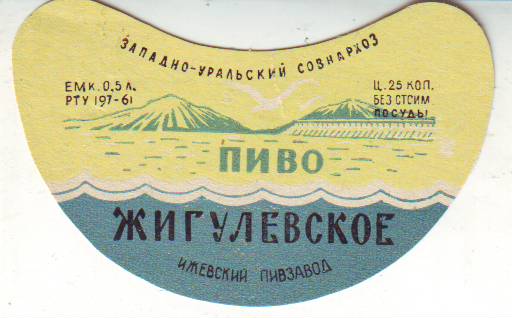 ЗАПАДНО-УРАЛЬСКИЙ СОВНАРХОЗ
ЕМК. 0,5 Л.
РТУ 197-61
Ц. 25 КОП.
БЕЗ СТОИМ.
ПОСУДЫ
ПИВО
ЖИГУЛЕВСКОЕ
ИЖЕВСКИЙ ПИВЗАВОД